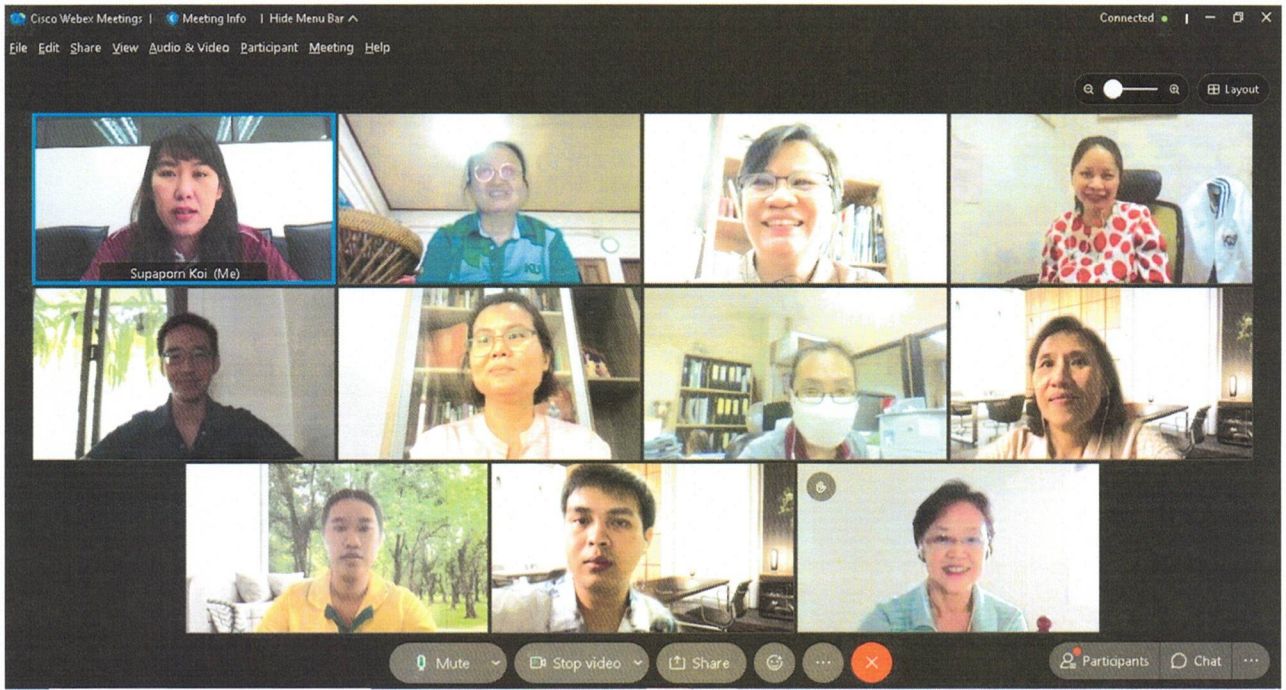 Cisco Webex Meetings | Meeting Info | Hide Menu Bar
Connected
File Edit Share View Audio & Video Participant Meeting Help
Layout
Supaporn Koi (Me)
KU
Mute Stop video Share ... Participants Chat ...